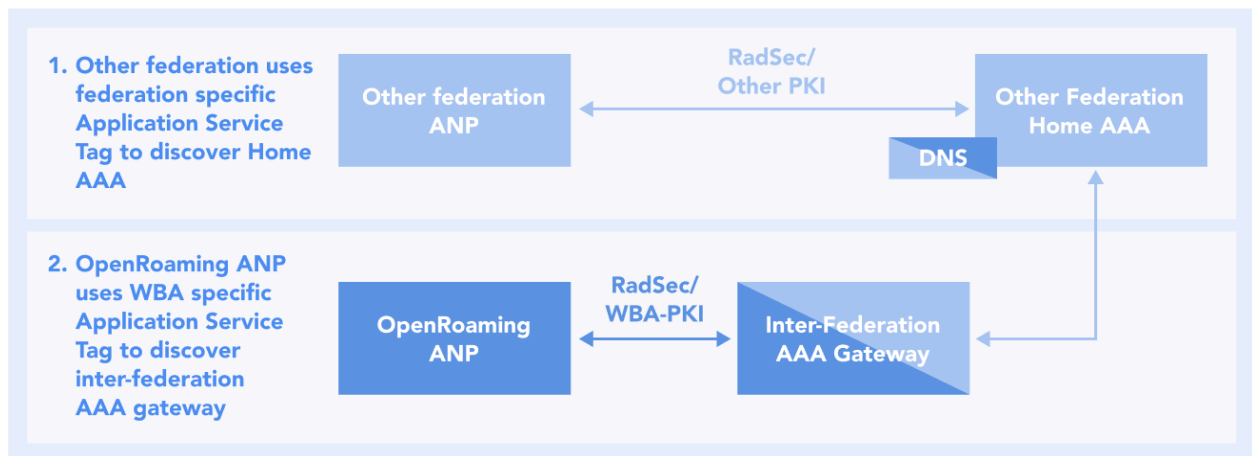 1. Other federation uses
federation specific
Application Service
Tag to discover Home
AAA
Other federation
ANP
RadSec/
Other PKI
Other Federation
Home AAA
DNS
2. OpenRoaming ANP
uses WBA specific
Application Service
Tag to discover
inter-federation
AAA gateway
OpenRoaming
ANP
RadSec/
WBA-PKI
Inter-Federation
AAA Gateway